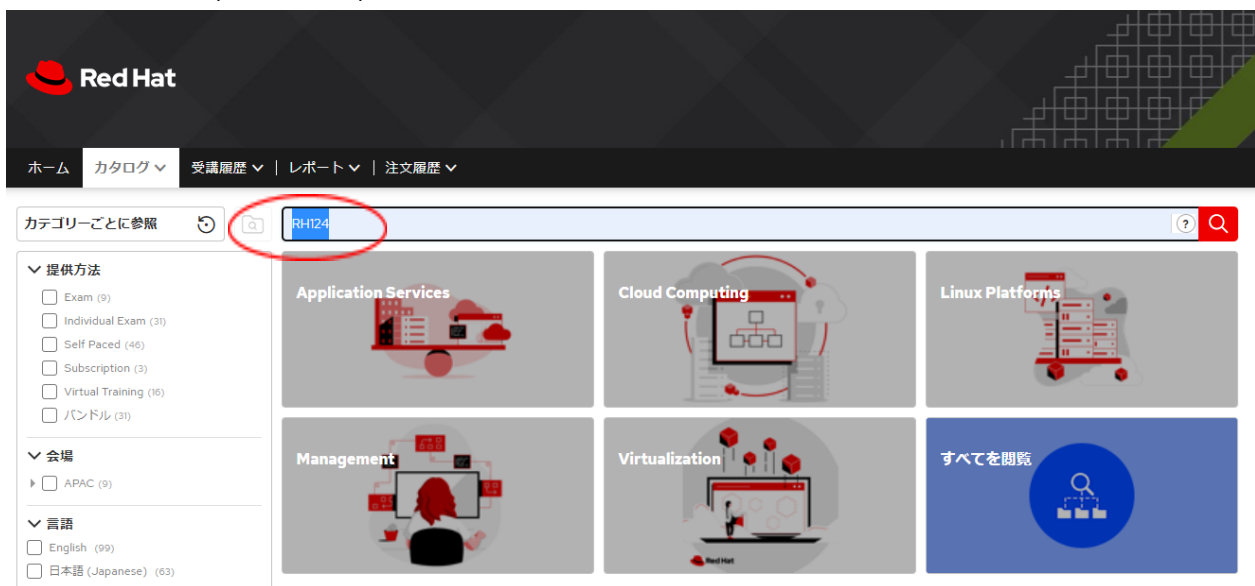 Red Hat
ホーム カタログ 受講履歴 | レポート | 注文履歴
カテゴリーごとに参照
RH124
?
提供方法
Exam (9)
Individual Exam (31)
Self Paced (46)
Subscription (3)
Virtual Training (16)
バンドル (31)
会場
APAC (9)
言語
English (99)
日本語 (Japanese) (63)
Application Services
Cloud Computing
Linux Platforms
Management
Virtualization
Red Hat
すべてを閲覧